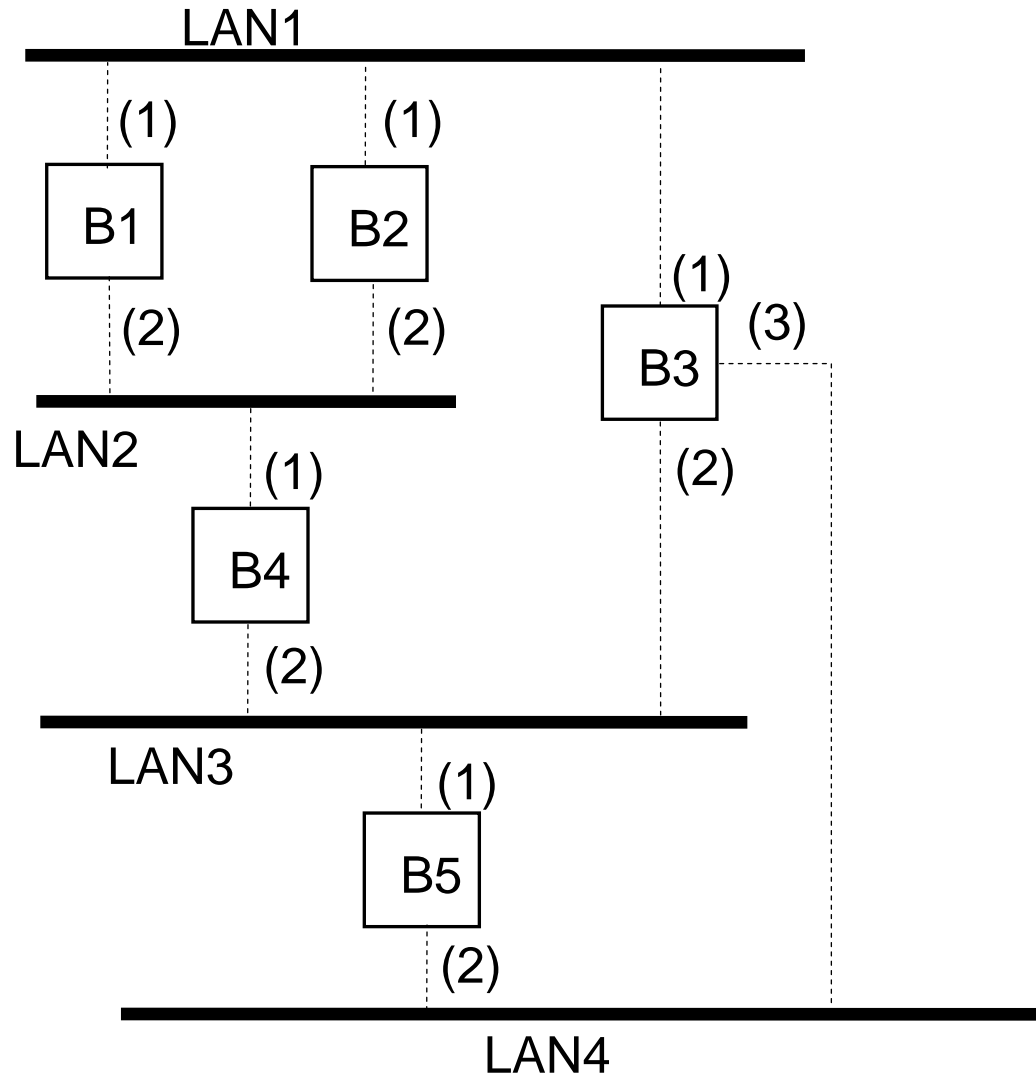 LAN1
(1)
(1)
B1
B2
(1)
(3)
(2)
(2)
B3
LAN2
(1)
(2)
B4
(2)
LAN3
(1)
B5
(2)
LAN4